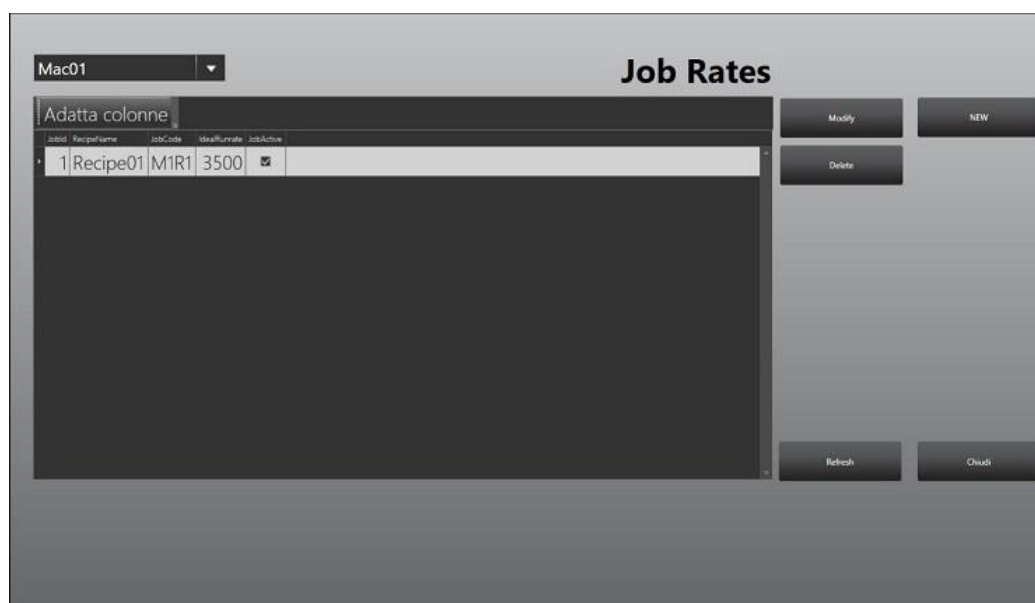 Mac01
Job Rates
Adatta colonne
Modify
NEW
JobId RecipeName JobCode IdealRunrate JobActive
1 Recipe01 M1R1 3500
Delete
Refresh
Chiudi